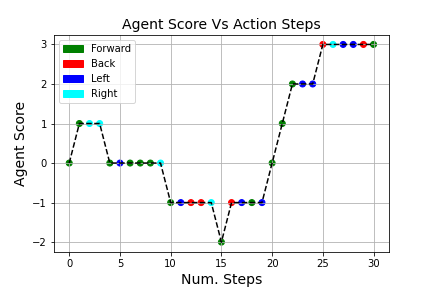 Agent Score Vs Action Steps
Agent Score
3
2
1
0
−1
−2
Forward
Back
Left
Right
0 5 10 15 20 25 30
Num. Steps